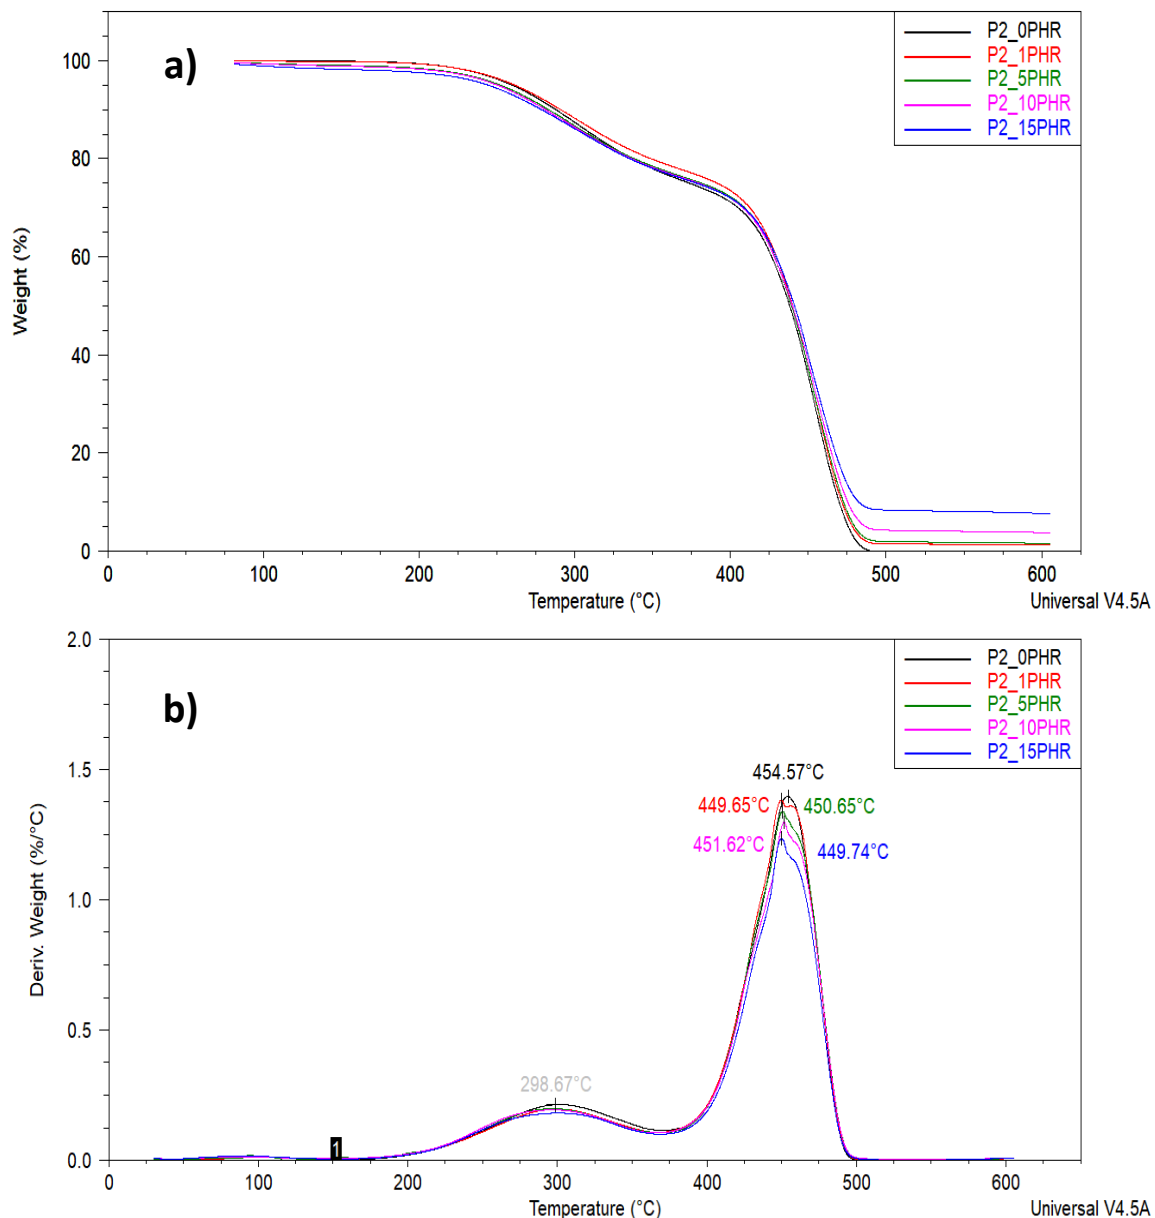 a)
P2_0PHR
P2_1PHR
P2_5PHR
P2_10PHR
P2_15PHR
Weight (%)
100
80
60
40
20
0
0 100 200 300 400 500 600
Temperature (°C)
Universal V4.5A
b)
P2_0PHR
P2_1PHR
P2_5PHR
P2_10PHR
P2_15PHR
Deriv. Weight (%/°C)
2.0
1.5
1.0
0.5
0.0
454.57°C
449.65°C 450.65°C
451.62°C 449.74°C
298.67°C
1
0 100 200 300 400 500 600
Temperature (°C)
Universal V4.5A